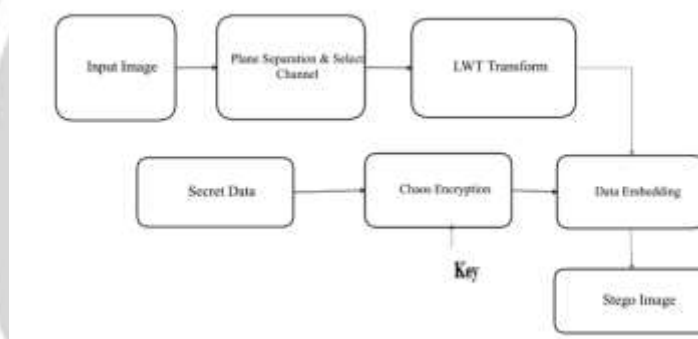 Input Image
Plane Separation & Select
Channel
LWT Transform
Secret Data
Chaos Encryption
Data Embedding
Key
Stego Image